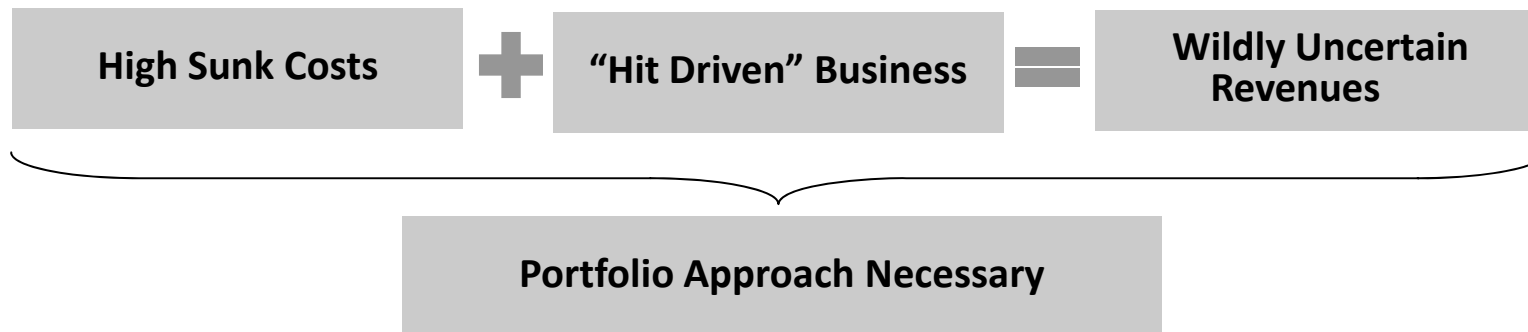 High Sunk Costs
“Hit Driven” Business
Wildly Uncertain
Revenues
Portfolio Approach Necessary